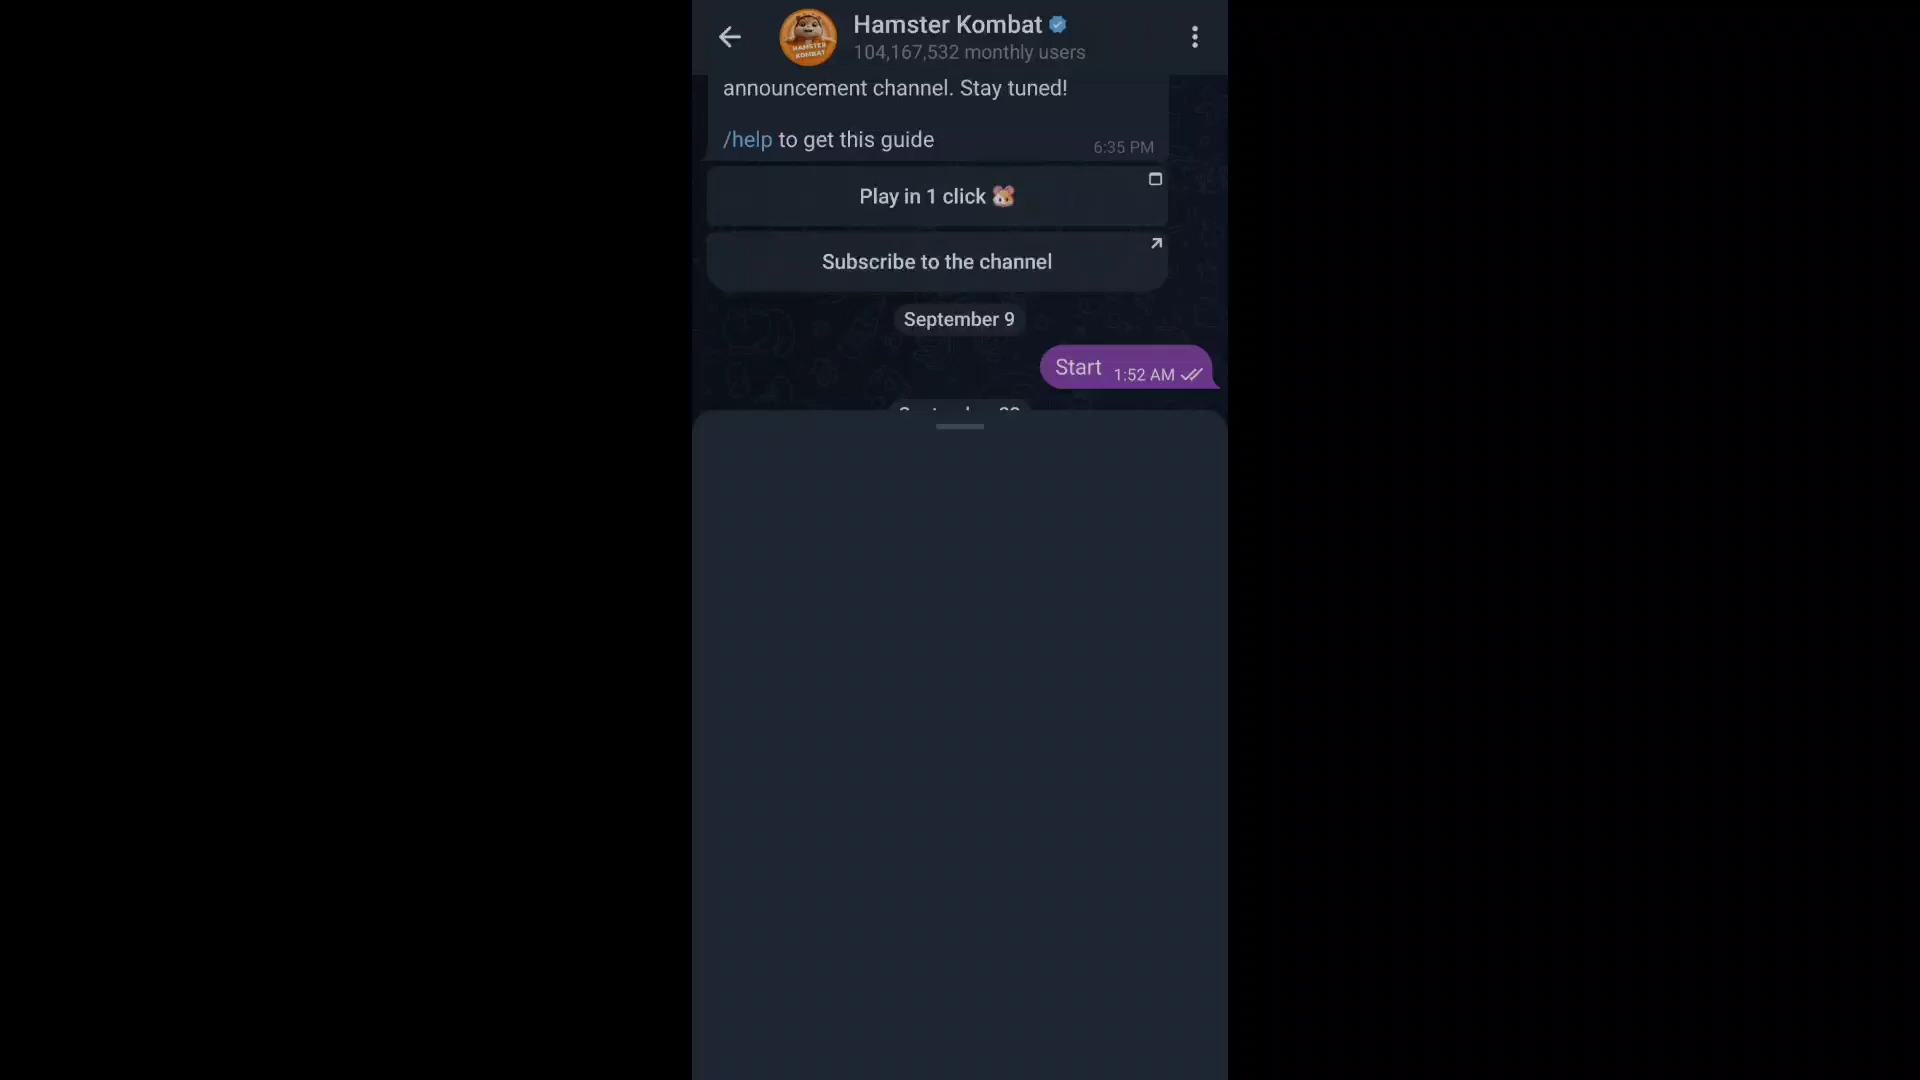 Hamster Kombat
104,167,532 monthly users
announcement channel. Stay tuned!
/help to get this guide
6:35 PM
Play in 1 click
Subscribe to the channel
September 9
Start 1:52 AM